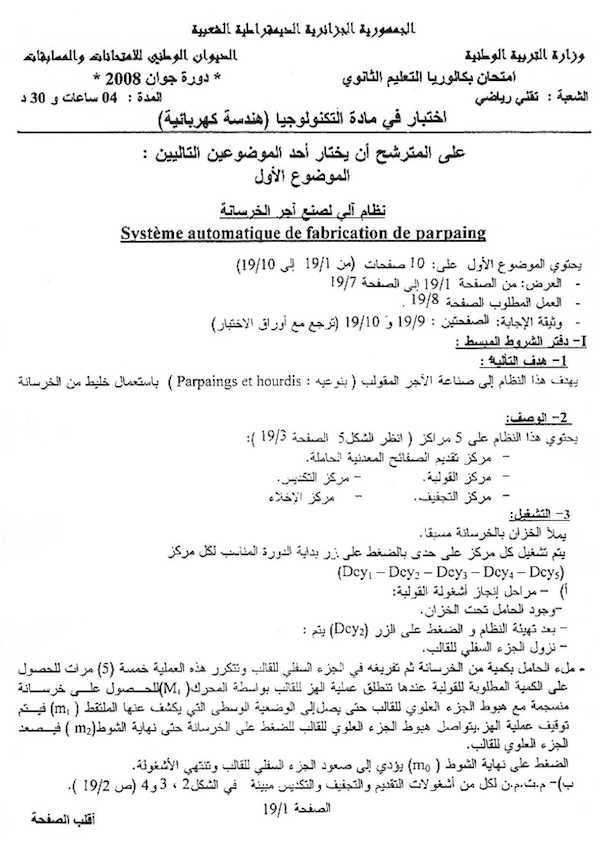 الجمهورية الجزائرية الديمقراطية الشعبية
وزارة التربية الوطنية الديوان الوطني للامتحانات والمسابقات
امتحان بكالوريا التعليم الثانوي * دورة جوان 2008 *
الشعبة : تقني رياضي المدة : 04 ساعات و 30 د
اختبار في مادة التكنولوجيا (هندسة كهربائية)
على المترشح أن يختار أحد الموضوعين التاليين :
الموضوع الأول
نظام آلي لصنع آجر الخرسانة
Système automatique de fabrication de parpaing
يحتوي الموضوع الأول على: 10 صفحات (من 19/1 إلى 19/10)
- العرض: من الصفحة 19/1 إلى الصفحة 19/7
- العمل المطلوب الصفحة 19/8 .
- وثيقة الإجابة: الصفحتين : 19/9 و 19/10 (ترجع مع أوراق الاختبار)
I- دفتر الشروط المبسط :
1- هدف التألية :
يهدف هذا النظام إلى صناعة الآجر المقولب ( بنوعيه : Parpaings et hourdis ) باستعمال خليط من الخرسانة
2- الوصف:
يحتوي هذا النظام على 5 مراكز ( انظر الشكل5 الصفحة 19/3 ):
- مركز تقديم الصفائح المعدنية الحاملة.
- مركز القولبة. - مركز التكديس.
- مركز التجفيف. - مركز الإخلاء
3- التشغيل:
يملأ الخزان بالخرسانة مسبقا.
يتم تشغيل كل مركز على حدى بالضغط على زر بداية الدورة المناسب لكل مركز
(Dcy1 – Dcy2 – Dcy3 – Dcy4 – Dcy5)
أ) - مراحل إنجاز أشغولة القولبة:
-وجود الحامل تحت الخزان.
- بعد تهيئة النظام و الضغط على الزر (Dcy2) يتم :
- نزول الجزء السفلي للقالب.
- ملء الحامل بكمية من الخرسانة ثم تفريغه في الجزء السفلي للقالب وتتكرر هذه العملية خمسة (5) مرات للحصول
على الكمية المطلوبة للقولبة عندها تنطلق عملية الهز للقالب بواسطة المحرك( M1)للحصول على خرسانة
منسجمة مع هبوط الجزء العلوي للقالب حتى يصل إلى الوضعية الوسطى التي يكشف عنها الملتقط ( m1) فيتم
توقيف عملية الهز.يتواصل هبوط الجزء العلوي للقالب للضغط على الخرسانة حتى نهاية الشوط(m2 ) فيصعد
الجزء العلوي للقالب.
الضغط على نهاية الشوط ( m0) يؤدي إلى صعود الجزء السفلي للقالب وتنتهي الأشغولة.
ب)- م.ت.م.ن لكل من أشغولات التقديم والتجفيف والتكديس مبينة في الشكل2 ، 3 و 4 (ص 19/2 ).
الصفحة 19/1
أقلب الصفحة